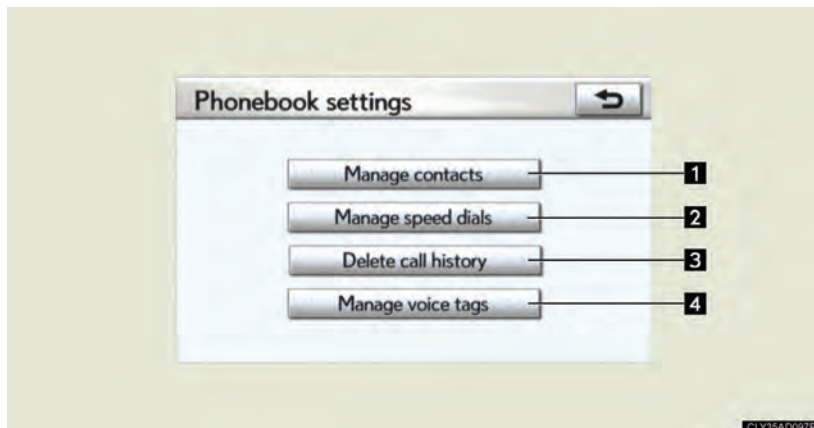 Phonebook settings
Manage contacts 1
Manage speed dials 2
Delete call history 3
Manage voice tags 4